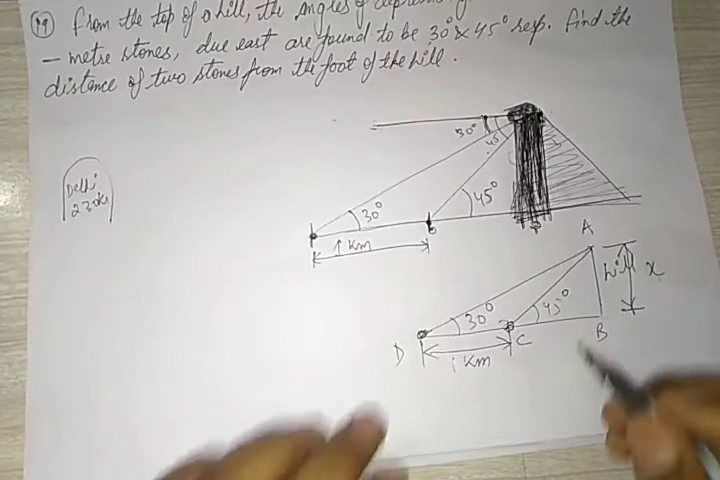 (19) From the top of a hill, the angles of
– metre stones, due east are found to be 30° & 45° resp. Find the
distance of two stones from the foot of the hill.
Delhi
230 km
30°
45
30°
45°
1 Km
A
hill
x
30°
45°
D
C
B
1 Km